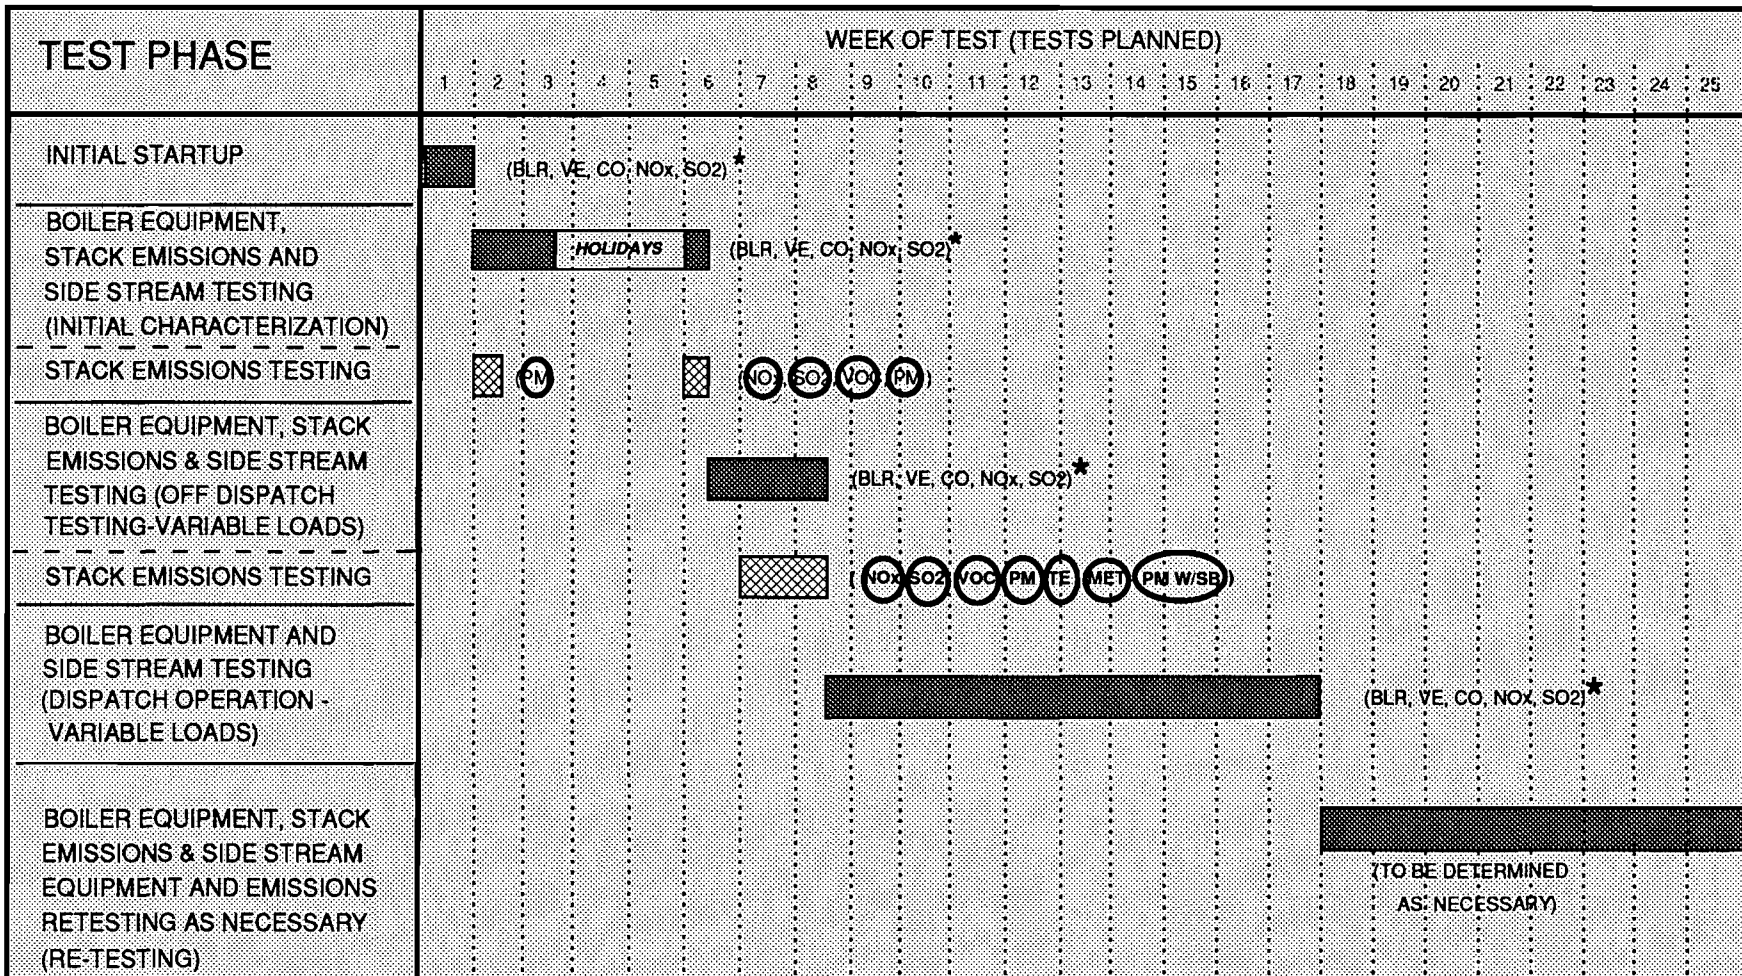 TEST PHASE
WEEK OF TEST (TESTS PLANNED)
1 2 3 4 5 6 7 8 9 10 11 12 13 14 15 16 17 18 19 20 21 22 23 24 25
INITIAL STARTUP
(BLR, VE, CO, NOx, SO2) *
BOILER EQUIPMENT,
STACK EMISSIONS AND
SIDE STREAM TESTING
(INITIAL CHARACTERIZATION)
HOLIDAYS
(BLR, VE, CO, NOx, SO2) *
STACK EMISSIONS TESTING
(PM)
(NOx, SO2, VOC, PM)
BOILER EQUIPMENT, STACK
EMISSIONS & SIDE STREAM
TESTING (OFF DISPATCH
TESTING-VARIABLE LOADS)
(BLR, VE, CO, NOx, SO2) *
STACK EMISSIONS TESTING
(NOx SO2 VOC PM TE MET PM W/SB)
BOILER EQUIPMENT AND
SIDE STREAM TESTING
(DISPATCH OPERATION -
VARIABLE LOADS)
(BLR, VE, CO, NOx, SO2) *
BOILER EQUIPMENT, STACK
EMISSIONS & SIDE STREAM
EQUIPMENT AND EMISSIONS
RETESTING AS NECESSARY
(RE-TESTING)
(TO BE DETERMINED
AS NECESSARY)